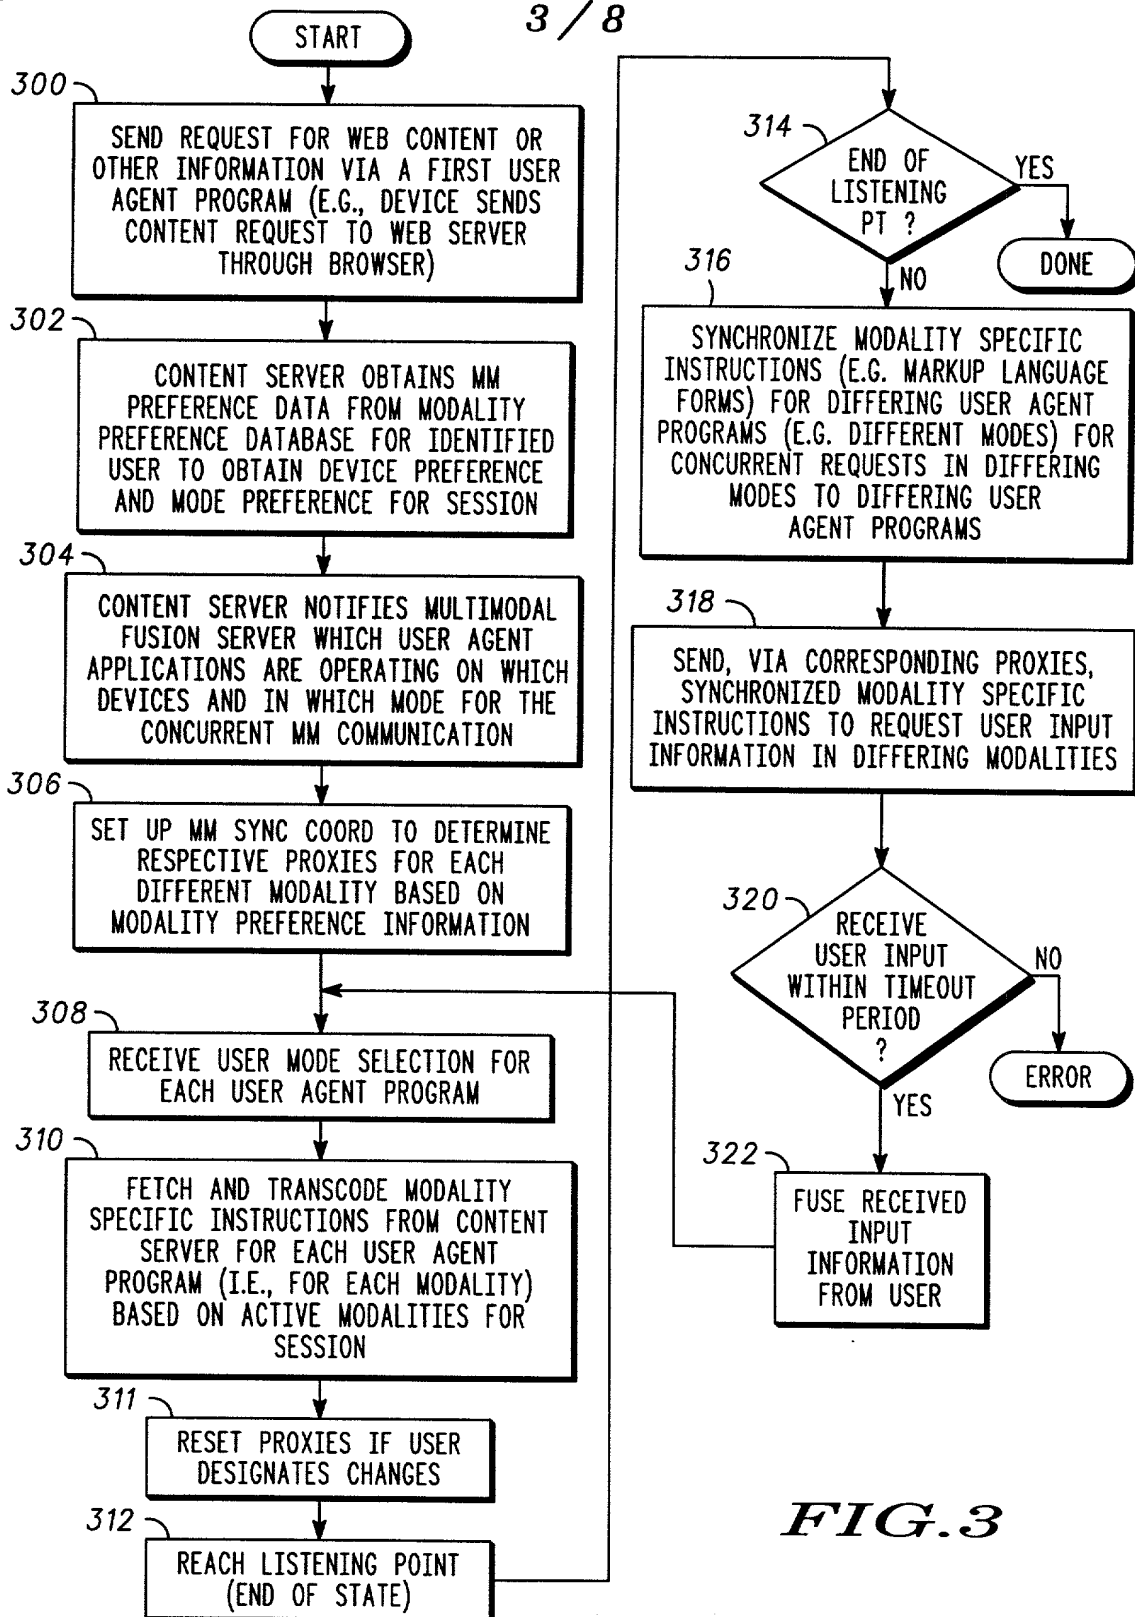 3/8
START
300
SEND REQUEST FOR WEB CONTENT OR
OTHER INFORMATION VIA A FIRST USER
AGENT PROGRAM (E.G., DEVICE SENDS
CONTENT REQUEST TO WEB SERVER
THROUGH BROWSER)
302
CONTENT SERVER OBTAINS MM
PREFERENCE DATA FROM MODALITY
PREFERENCE DATABASE FOR IDENTIFIED
USER TO OBTAIN DEVICE PREFERENCE
AND MODE PREFERENCE FOR SESSION
304
CONTENT SERVER NOTIFIES MULTIMODAL
FUSION SERVER WHICH USER AGENT
APPLICATIONS ARE OPERATING ON WHICH
DEVICES AND IN WHICH MODE FOR THE
CONCURRENT MM COMMUNICATION
306
SET UP MM SYNC COORD TO DETERMINE
RESPECTIVE PROXIES FOR EACH
DIFFERENT MODALITY BASED ON
MODALITY PREFERENCE INFORMATION
308
RECEIVE USER MODE SELECTION FOR
EACH USER AGENT PROGRAM
310
FETCH AND TRANSCODE MODALITY
SPECIFIC INSTRUCTIONS FROM CONTENT
SERVER FOR EACH USER AGENT
PROGRAM (I.E., FOR EACH MODALITY)
BASED ON ACTIVE MODALITIES FOR
SESSION
311
RESET PROXIES IF USER
DESIGNATES CHANGES
312
REACH LISTENING POINT
(END OF STATE)
314
END OF
LISTENING
PT ?
YES
DONE
NO
316
SYNCHRONIZE MODALITY SPECIFIC
INSTRUCTIONS (E.G. MARKUP LANGUAGE
FORMS) FOR DIFFERING USER AGENT
PROGRAMS (E.G. DIFFERENT MODES) FOR
CONCURRENT REQUESTS IN DIFFERING
MODES TO DIFFERING USER
AGENT PROGRAMS
318
SEND, VIA CORRESPONDING PROXIES,
SYNCHRONIZED MODALITY SPECIFIC
INSTRUCTIONS TO REQUEST USER INPUT
INFORMATION IN DIFFERING MODALITIES
320
RECEIVE
USER INPUT
WITHIN TIMEOUT
PERIOD
?
NO
ERROR
YES
322
FUSE RECEIVED
INPUT
INFORMATION
FROM USER
FIG.3